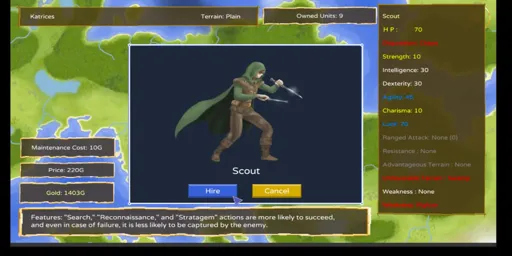 Katrices
Terrain: Plain
Owned Units: 9
Scout
HP: 70
Strength: 10
Intelligence: 30
Dexterity: 30
Charisma: 10
Ranged Attack: None (0)
Resistance : None
Advantageous Terrain : None
Weakness : None
Maintenance Cost: 10G
Price: 220G
Gold: 1403G
Scout
Hire
Cancel
Features: "Search," "Reconnaissance," and "Stratagem" actions are more likely to succeed,
and even in case of failure, it is less likely to be captured by the enemy.